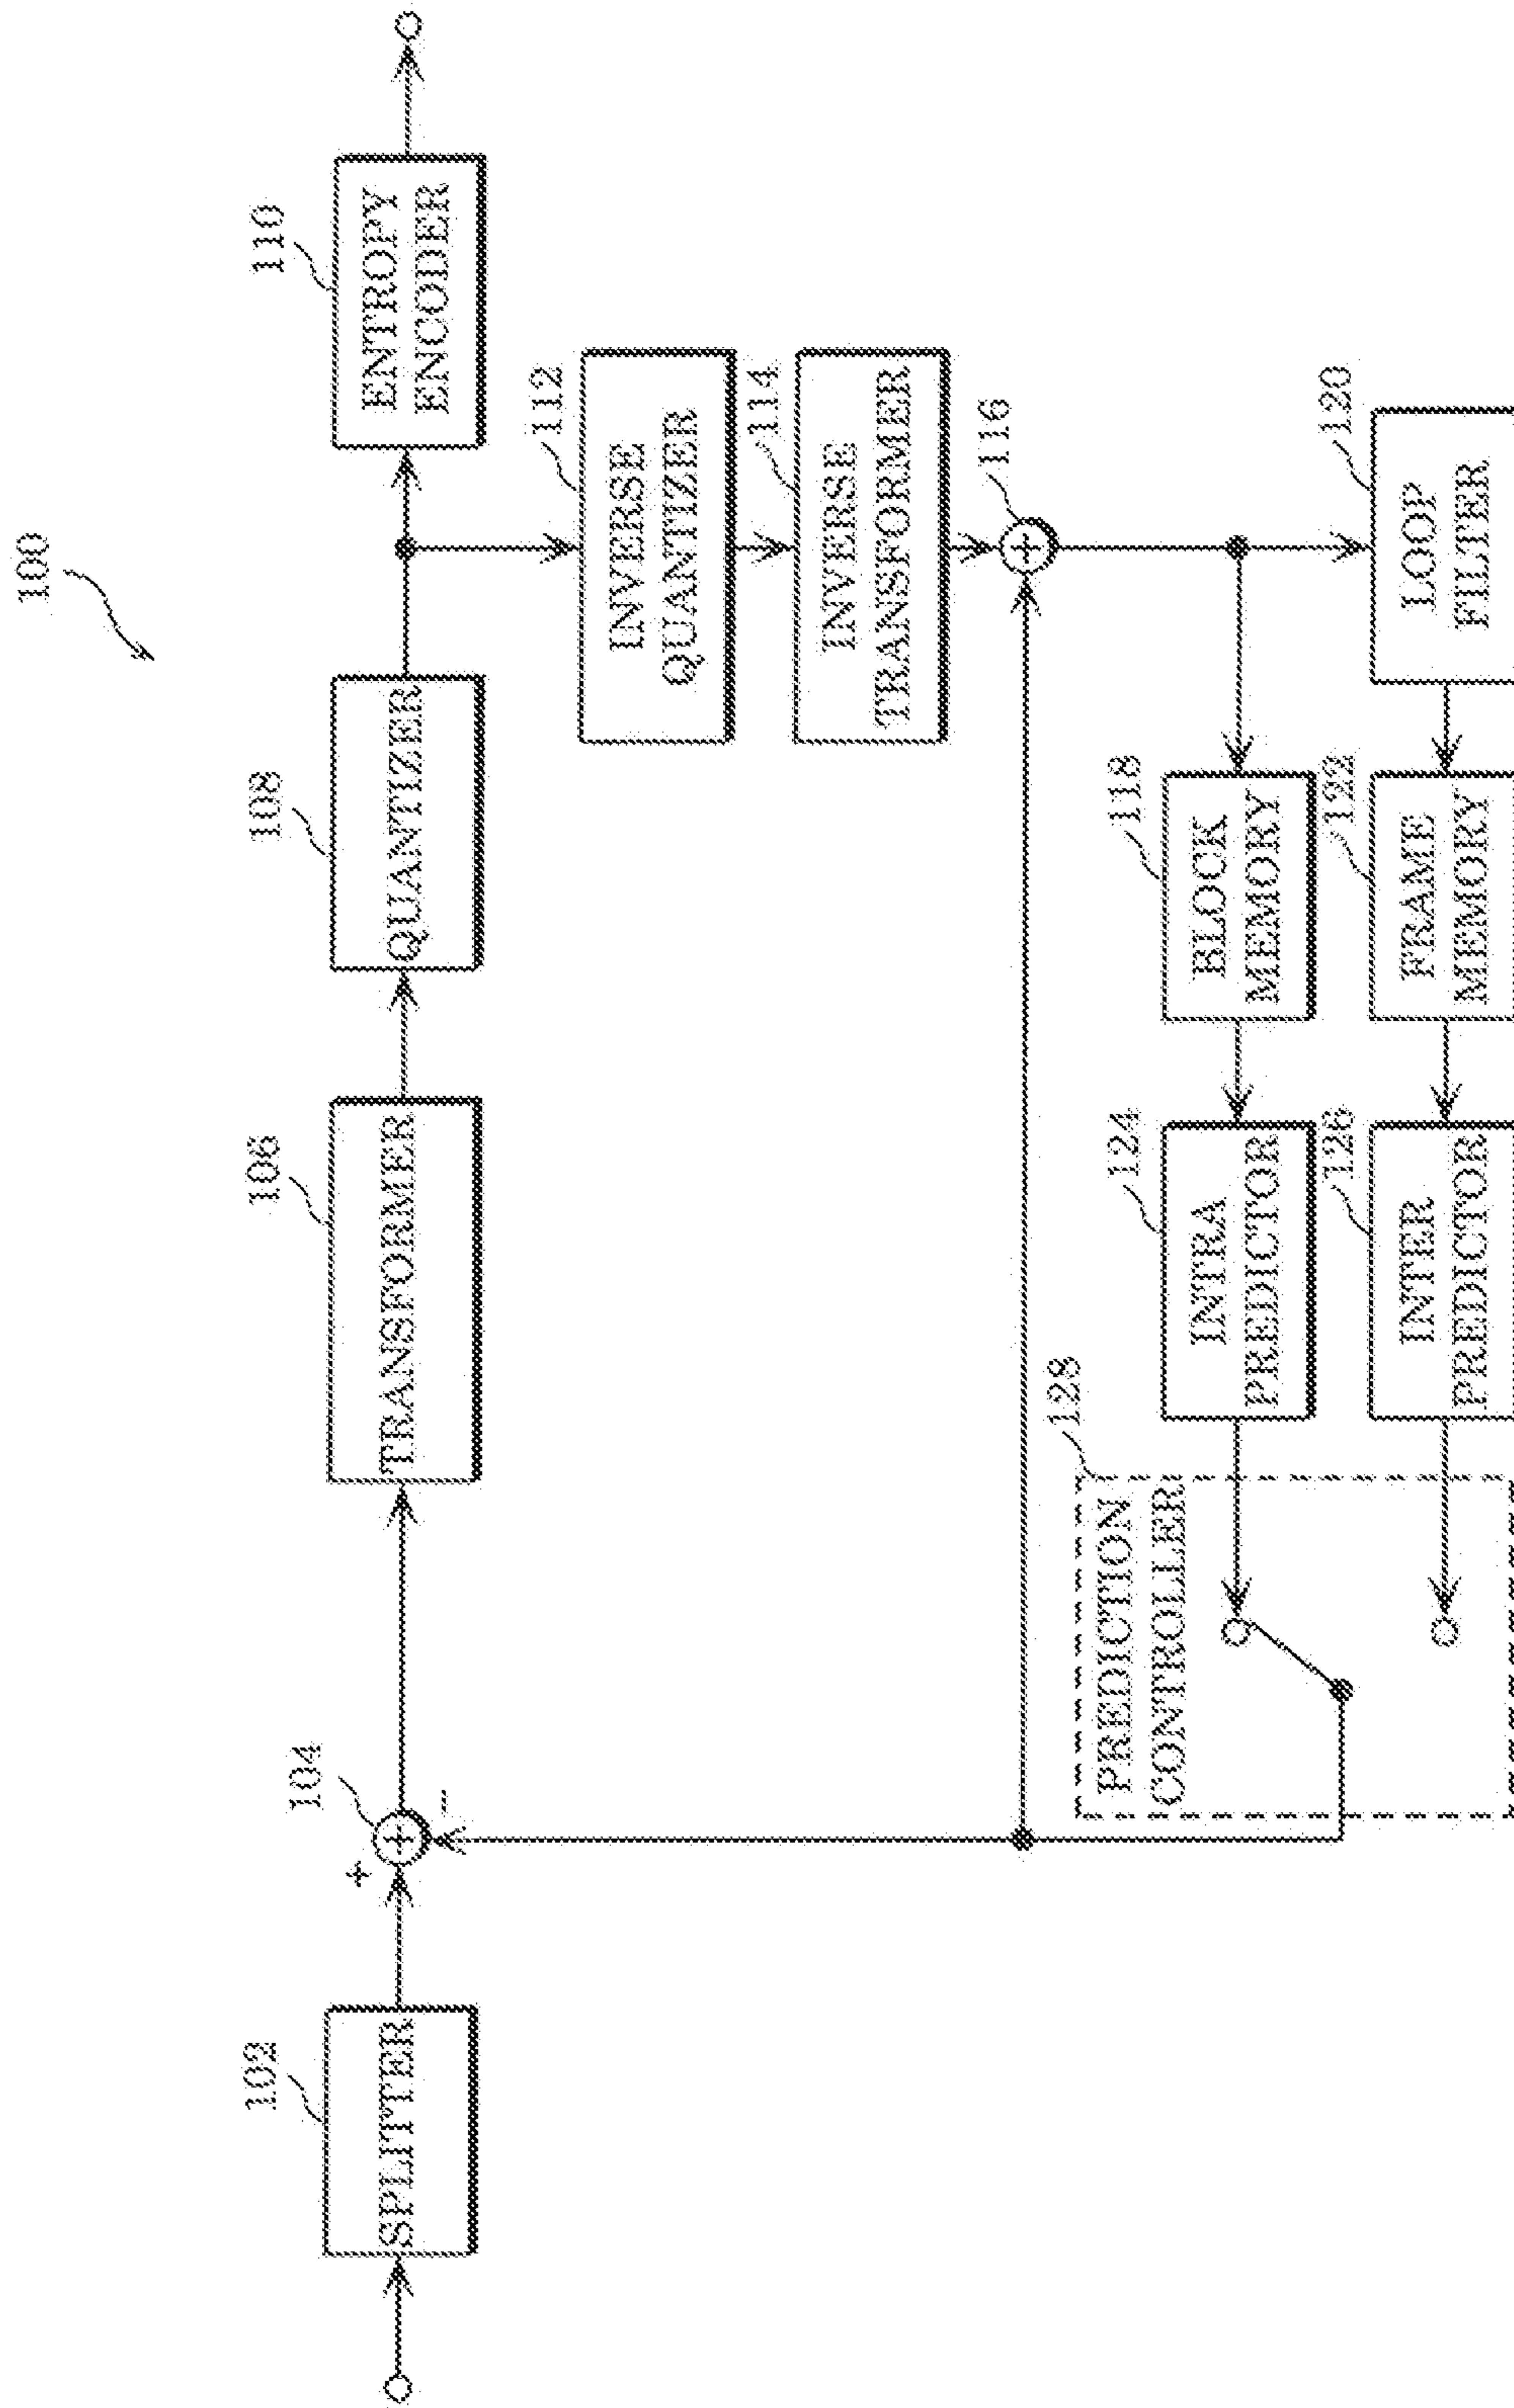 100
102
SPLITTER
104
+
−
106
TRANSFORMER
108
QUANTIZER
110
ENTROPY
ENCODER
112
INVERSE
QUANTIZER
114
INVERSE
TRANSFORMER
116
128
PREDICTION
CONTROLLER
124
INTRA
PREDICTOR
118
BLOCK
MEMORY
126
INTER
PREDICTOR
122
FRAME
MEMORY
120
LOOP
FILTER